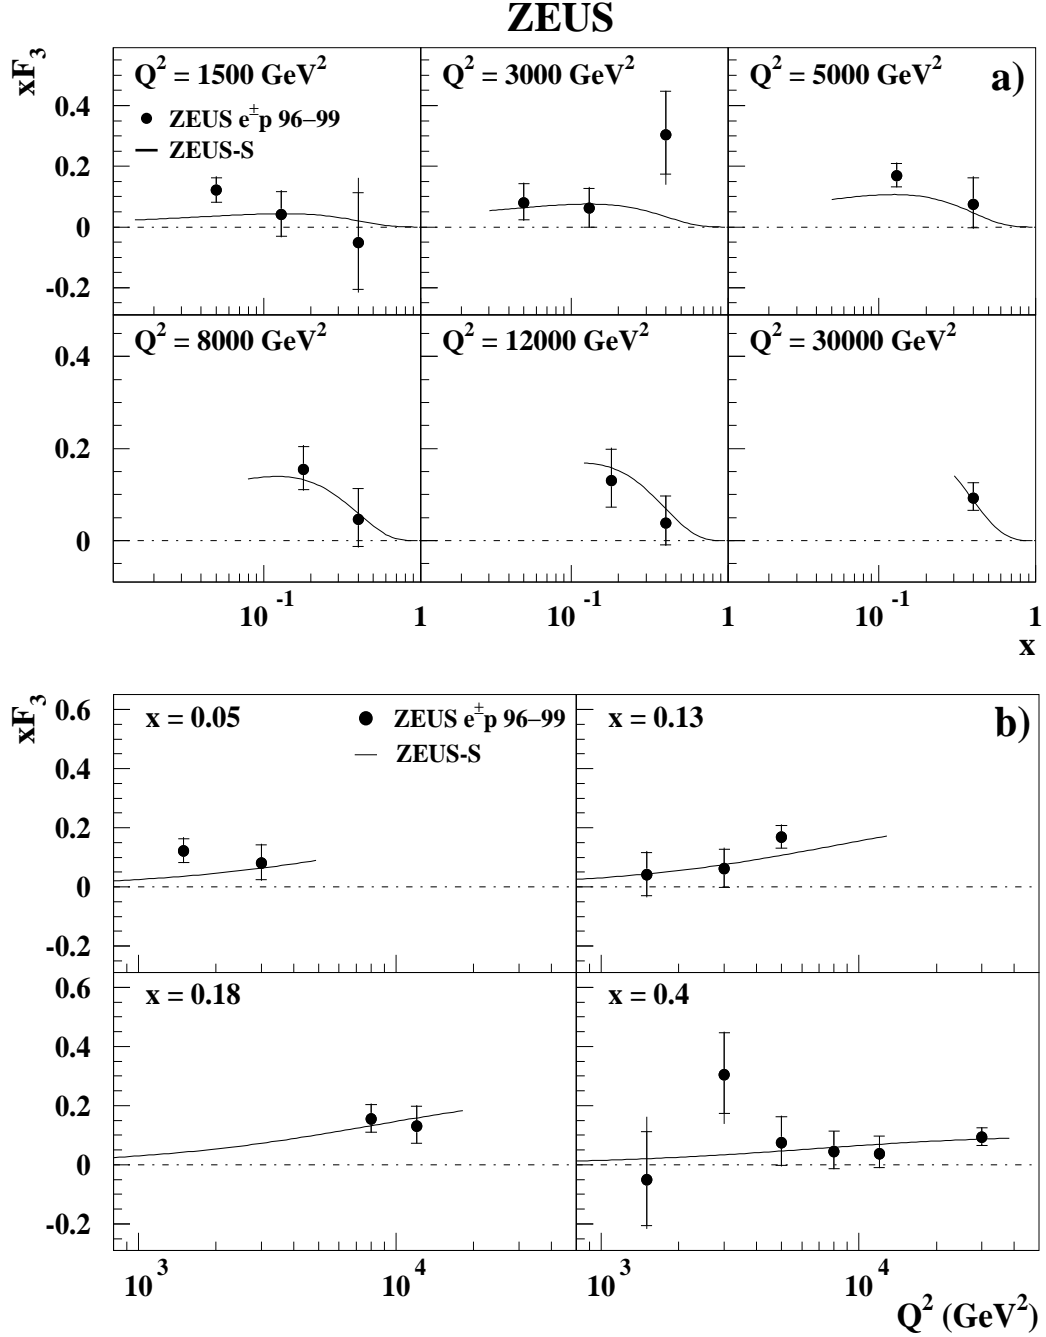 ZEUS
xF₃
Q² = 1500 GeV²
Q² = 3000 GeV²
Q² = 5000 GeV²
a)
ZEUS e±p 96–99
ZEUS-S
0.4
0.2
0
-0.2
Q² = 8000 GeV²
Q² = 12000 GeV²
Q² = 30000 GeV²
0.4
0.2
0
10⁻¹
1
10⁻¹
1
10⁻¹
1
x
xF₃
x = 0.05
ZEUS e±p 96–99
ZEUS-S
x = 0.13
b)
0.6
0.4
0.2
0
-0.2
x = 0.18
x = 0.4
0.6
0.4
0.2
0
-0.2
10³
10⁴
10³
10⁴
Q² (GeV²)